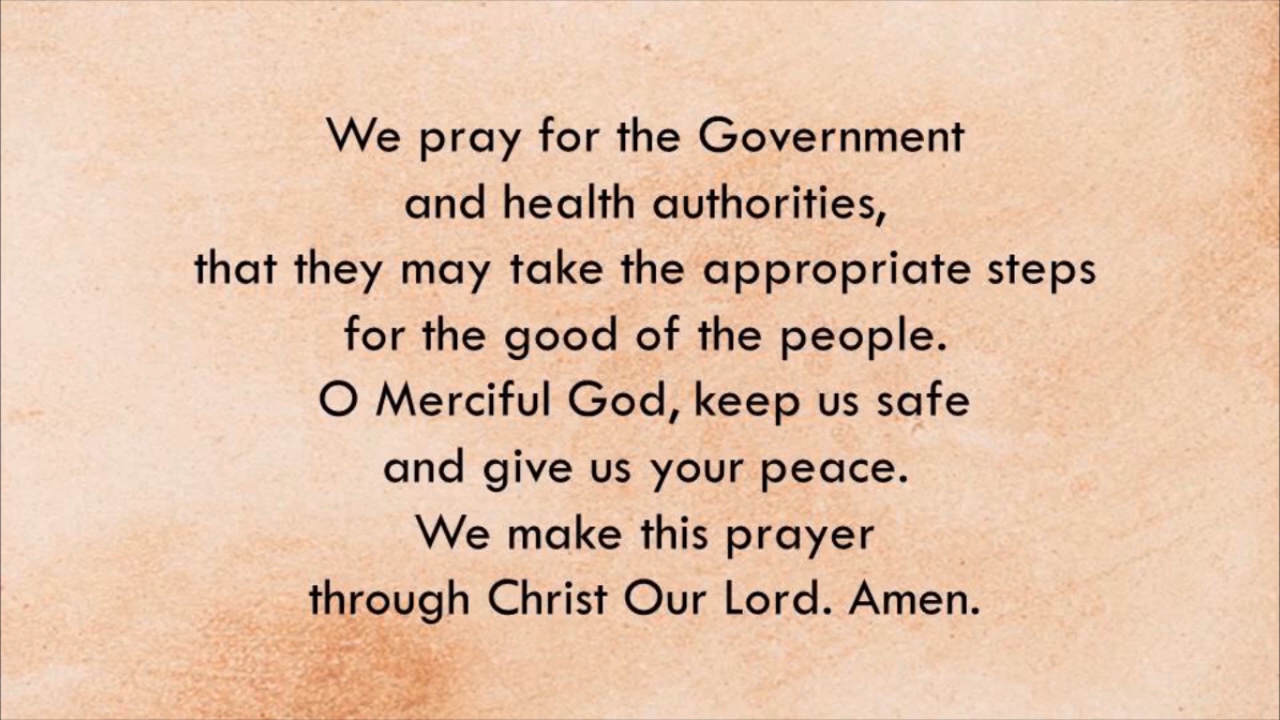 We pray for the Government
and health authorities,
that they may take the appropriate steps
for the good of the people.
O Merciful God, keep us safe
and give us your peace.
We make this prayer
through Christ Our Lord. Amen.